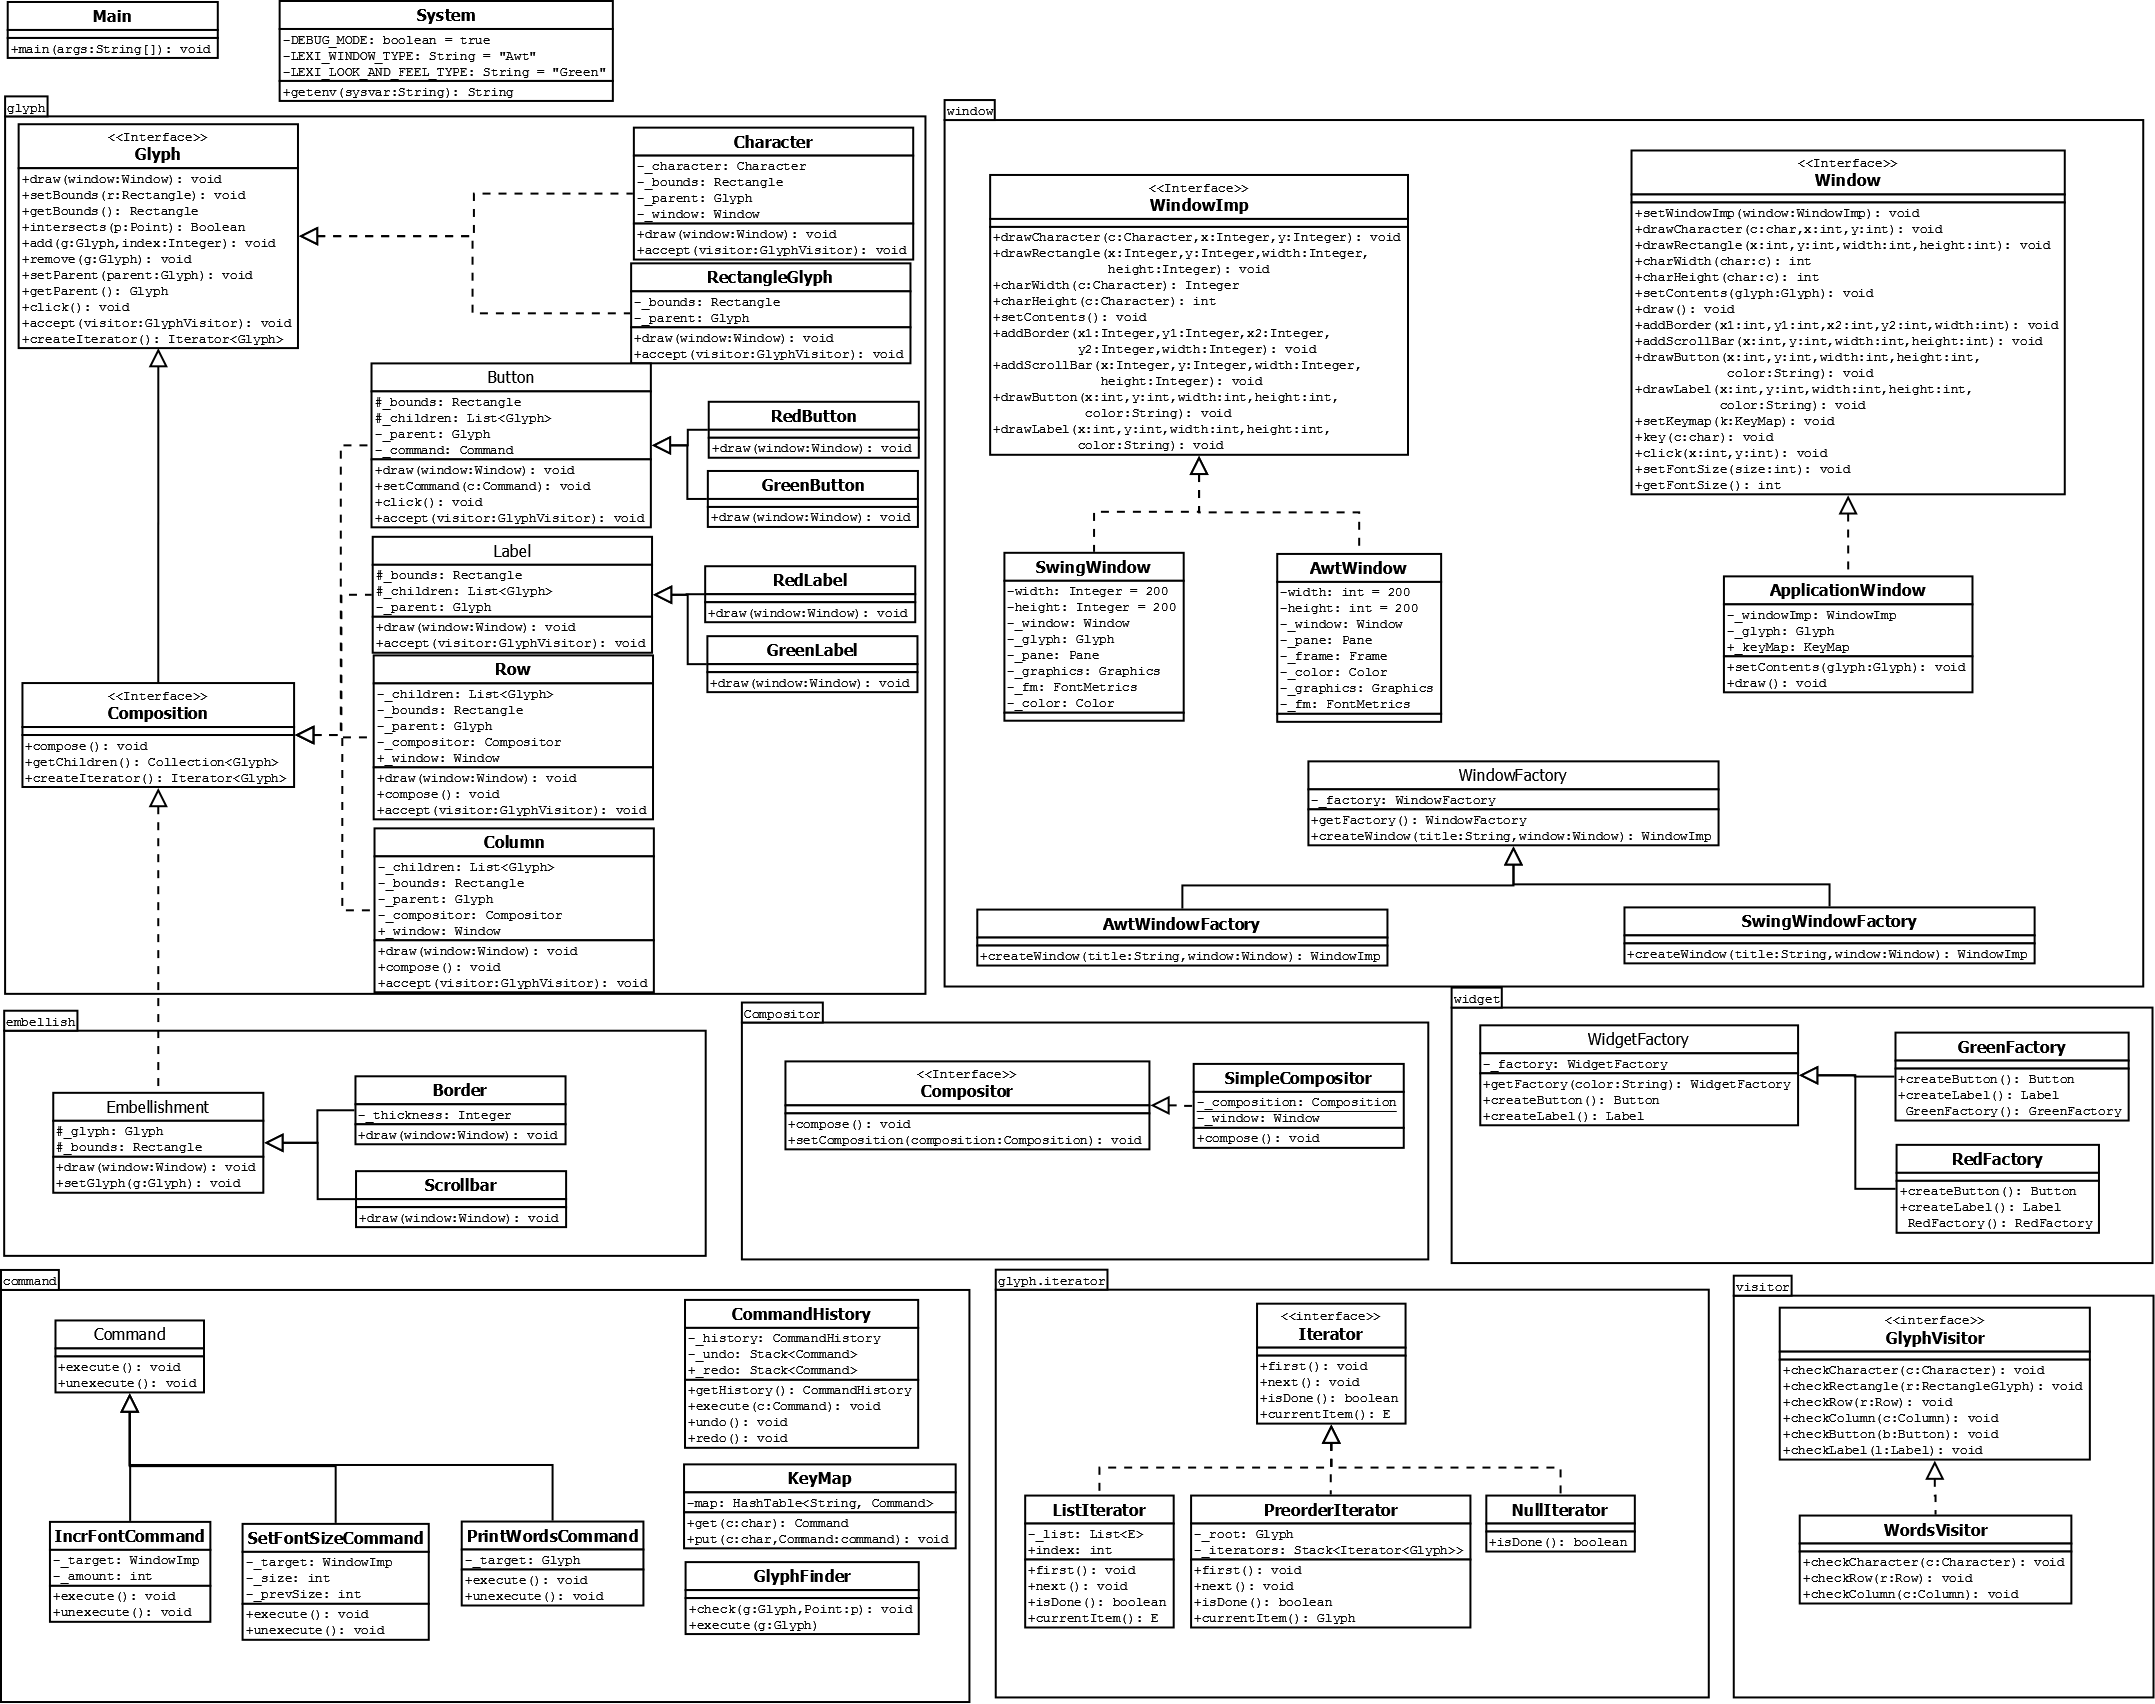 Main
+main(args:String[]): void
System
-DEBUG_MODE: boolean = true
-LEXI_WINDOW_TYPE: String = "Awt"
-LEXI_LOOK_AND_FEEL_TYPE: String = "Green"
+getenv(sysvar:String): String
glyph
<<Interface>>
Glyph
+draw(window:Window): void
+setBounds(r:Rectangle): void
+getBounds(): Rectangle
+intersects(p:Point): Boolean
+add(g:Glyph,index:Integer): void
+remove(g:Glyph): void
+setParent(parent:Glyph): void
+getParent(): Glyph
+click(): void
+accept(visitor:GlyphVisitor): void
+createIterator(): Iterator<Glyph>
Character
-_character: Character
-_bounds: Rectangle
-_parent: Glyph
-_window: Window
+draw(window:Window): void
+accept(visitor:GlyphVisitor): void
RectangleGlyph
-_bounds: Rectangle
-_parent: Glyph
+draw(window:Window): void
+accept(visitor:GlyphVisitor): void
Button
#_bounds: Rectangle
#_children: List<Glyph>
-_parent: Glyph
-_command: Command
+draw(window:Window): void
+setCommand(c:Command): void
+click(): void
+accept(visitor:GlyphVisitor): void
RedButton
+draw(window:Window): void
GreenButton
+draw(window:Window): void
Label
#_bounds: Rectangle
#_children: List<Glyph>
-_parent: Glyph
+draw(window:Window): void
+accept(visitor:GlyphVisitor): void
RedLabel
+draw(window:Window): void
GreenLabel
+draw(window:Window): void
Row
-_children: List<Glyph>
-_bounds: Rectangle
-_parent: Glyph
-_compositor: Compositor
+_window: Window
+draw(window:Window): void
+compose(): void
+accept(visitor:GlyphVisitor): void
<<Interface>>
Composition
+compose(): void
+getChildren(): Collection<Glyph>
+createIterator(): Iterator<Glyph>
Column
-_children: List<Glyph>
-_bounds: Rectangle
-_parent: Glyph
-_compositor: Compositor
+_window: Window
+draw(window:Window): void
+compose(): void
+accept(visitor:GlyphVisitor): void
window
<<Interface>>
WindowImp
+drawCharacter(c:Character,x:Integer,y:Integer): void
+drawRectangle(x:Integer,y:Integer,width:Integer,
height:Integer): void
+charWidth(c:Character): Integer
+charHeight(c:Character): int
+setContents(): void
+addBorder(x1:Integer,y1:Integer,x2:Integer,
y2:Integer,width:Integer): void
+addScrollBar(x:Integer,y:Integer,width:Integer,
height:Integer): void
+drawButton(x:int,y:int,width:int,height:int,
color:String): void
+drawLabel(x:int,y:int,width:int,height:int,
color:String): void
<<Interface>>
Window
+setWindowImp(window:WindowImp): void
+drawCharacter(c:char,x:int,y:int): void
+drawRectangle(x:int,y:int,width:int,height:int): void
+charWidth(char:c): int
+charHeight(char:c): int
+setContents(glyph:Glyph): void
+draw(): void
+addBorder(x1:int,y1:int,x2:int,y2:int,width:int): void
+addScrollBar(x:int,y:int,width:int,height:int): void
+drawButton(x:int,y:int,width:int,height:int,
color:String): void
+drawLabel(x:int,y:int,width:int,height:int,
color:String): void
+setKeymap(k:KeyMap): void
+key(c:char): void
+click(x:int,y:int): void
+setFontSize(size:int): void
+getFontSize(): int
SwingWindow
-width: Integer = 200
-height: Integer = 200
-_window: Window
-_glyph: Glyph
-_pane: Pane
-_graphics: Graphics
-_fm: FontMetrics
-_color: Color
AwtWindow
-width: int = 200
-height: int = 200
-_window: Window
-_pane: Pane
-_frame: Frame
-_color: Color
-_graphics: Graphics
-_fm: FontMetrics
ApplicationWindow
-_windowImp: WindowImp
-_glyph: Glyph
+_keyMap: KeyMap
+setContents(glyph:Glyph): void
+draw(): void
WindowFactory
-_factory: WindowFactory
+getFactory(): WindowFactory
+createWindow(title:String,window:Window): WindowImp
AwtWindowFactory
+createWindow(title:String,window:Window): WindowImp
SwingWindowFactory
+createWindow(title:String,window:Window): WindowImp
embellish
Embellishment
#_glyph: Glyph
#_bounds: Rectangle
+draw(window:Window): void
+setGlyph(g:Glyph): void
Border
-_thickness: Integer
+draw(window:Window): void
Scrollbar
+draw(window:Window): void
Compositor
<<Interface>>
Compositor
+compose(): void
+setComposition(composition:Composition): void
SimpleCompositor
-_composition: Composition
-_window: Window
+compose(): void
widget
WidgetFactory
-_factory: WidgetFactory
+getFactory(color:String): WidgetFactory
+createButton(): Button
+createLabel(): Label
GreenFactory
+createButton(): Button
+createLabel(): Label
GreenFactory(): GreenFactory
RedFactory
+createButton(): Button
+createLabel(): Label
RedFactory(): RedFactory
command
Command
+execute(): void
+unexecute(): void
CommandHistory
-_history: CommandHistory
-_undo: Stack<Command>
+_redo: Stack<Command>
+getHistory(): CommandHistory
+execute(c:Command): void
+undo(): void
+redo(): void
KeyMap
-map: HashTable<String, Command>
+get(c:char): Command
+put(c:char,Command:command): void
IncrFontCommand
-_target: WindowImp
-_amount: int
+execute(): void
+unexecute(): void
SetFontSizeCommand
-_target: WindowImp
-_size: int
-_prevSize: int
+execute(): void
+unexecute(): void
PrintWordsCommand
-_target: Glyph
+execute(): void
+unexecute(): void
GlyphFinder
+check(g:Glyph,Point:p): void
+execute(g:Glyph)
glyph.iterator
<<interface>>
Iterator
+first(): void
+next(): void
+isDone(): boolean
+currentItem(): E
ListIterator
-_list: List<E>
+index: int
+first(): void
+next(): void
+isDone(): boolean
+currentItem(): E
PreorderIterator
-_root: Glyph
-_iterators: Stack<Iterator<Glyph>>
+first(): void
+next(): void
+isDone(): boolean
+currentItem(): Glyph
NullIterator
+isDone(): boolean
visitor
<<interface>>
GlyphVisitor
+checkCharacter(c:Character): void
+checkRectangle(r:RectangleGlyph): void
+checkRow(r:Row): void
+checkColumn(c:Column): void
+checkButton(b:Button): void
+checkLabel(l:Label): void
WordsVisitor
+checkCharacter(c:Character): void
+checkRow(r:Row): void
+checkColumn(c:Column): void